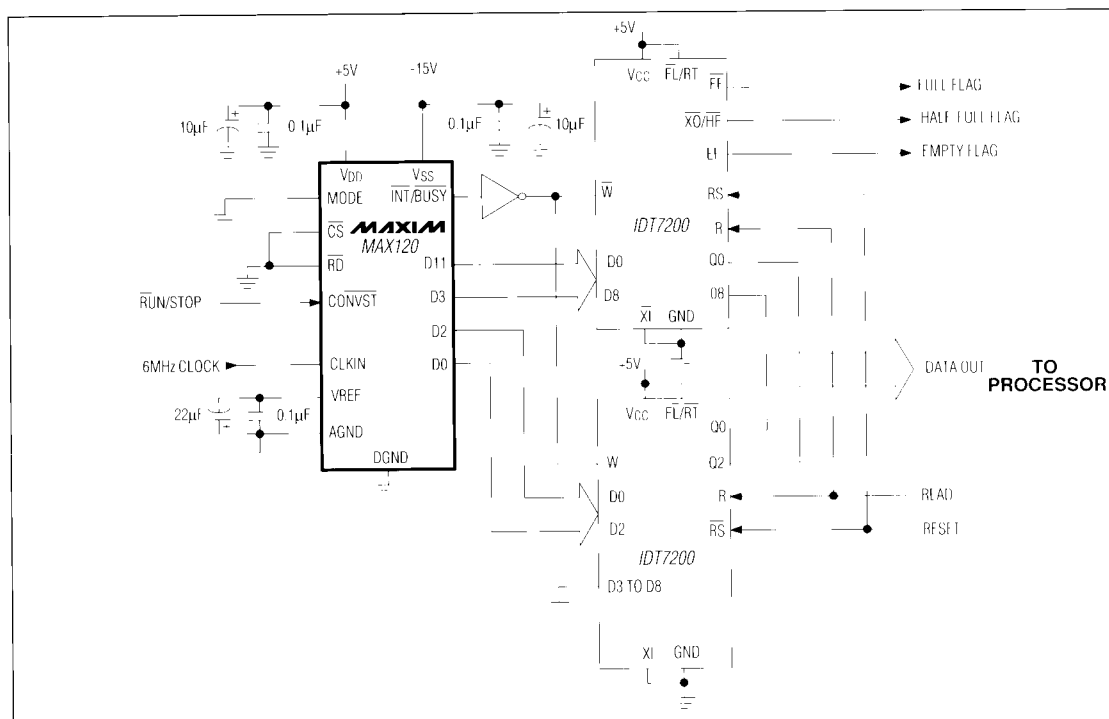 +5V
-15V
10µF
0.1µF
0.1µF
10µF
VDD
VSS
MODE
INT/BUSY
CS
MAXIM
MAX120
RD
D11
RUN/STOP
CONVST
D3
D2
6MHz CLOCK
CLKIN
D0
22µF
0.1µF
VREF
AGND
DGND
+5V
VCC
FL/RT
FF
FULL FLAG
XO/HF
HALF FULL FLAG
EF
EMPTY FLAG
W
RS
IDT7200
R
D0
Q0
D8
Q8
XI
GND
-5V
DATA OUT
TO
PROCESSOR
VCC
FL/RT
Q0
W
Q2
D0
R
READ
D2
RS
RESET
IDT7200
D3 TO D8
XI
GND